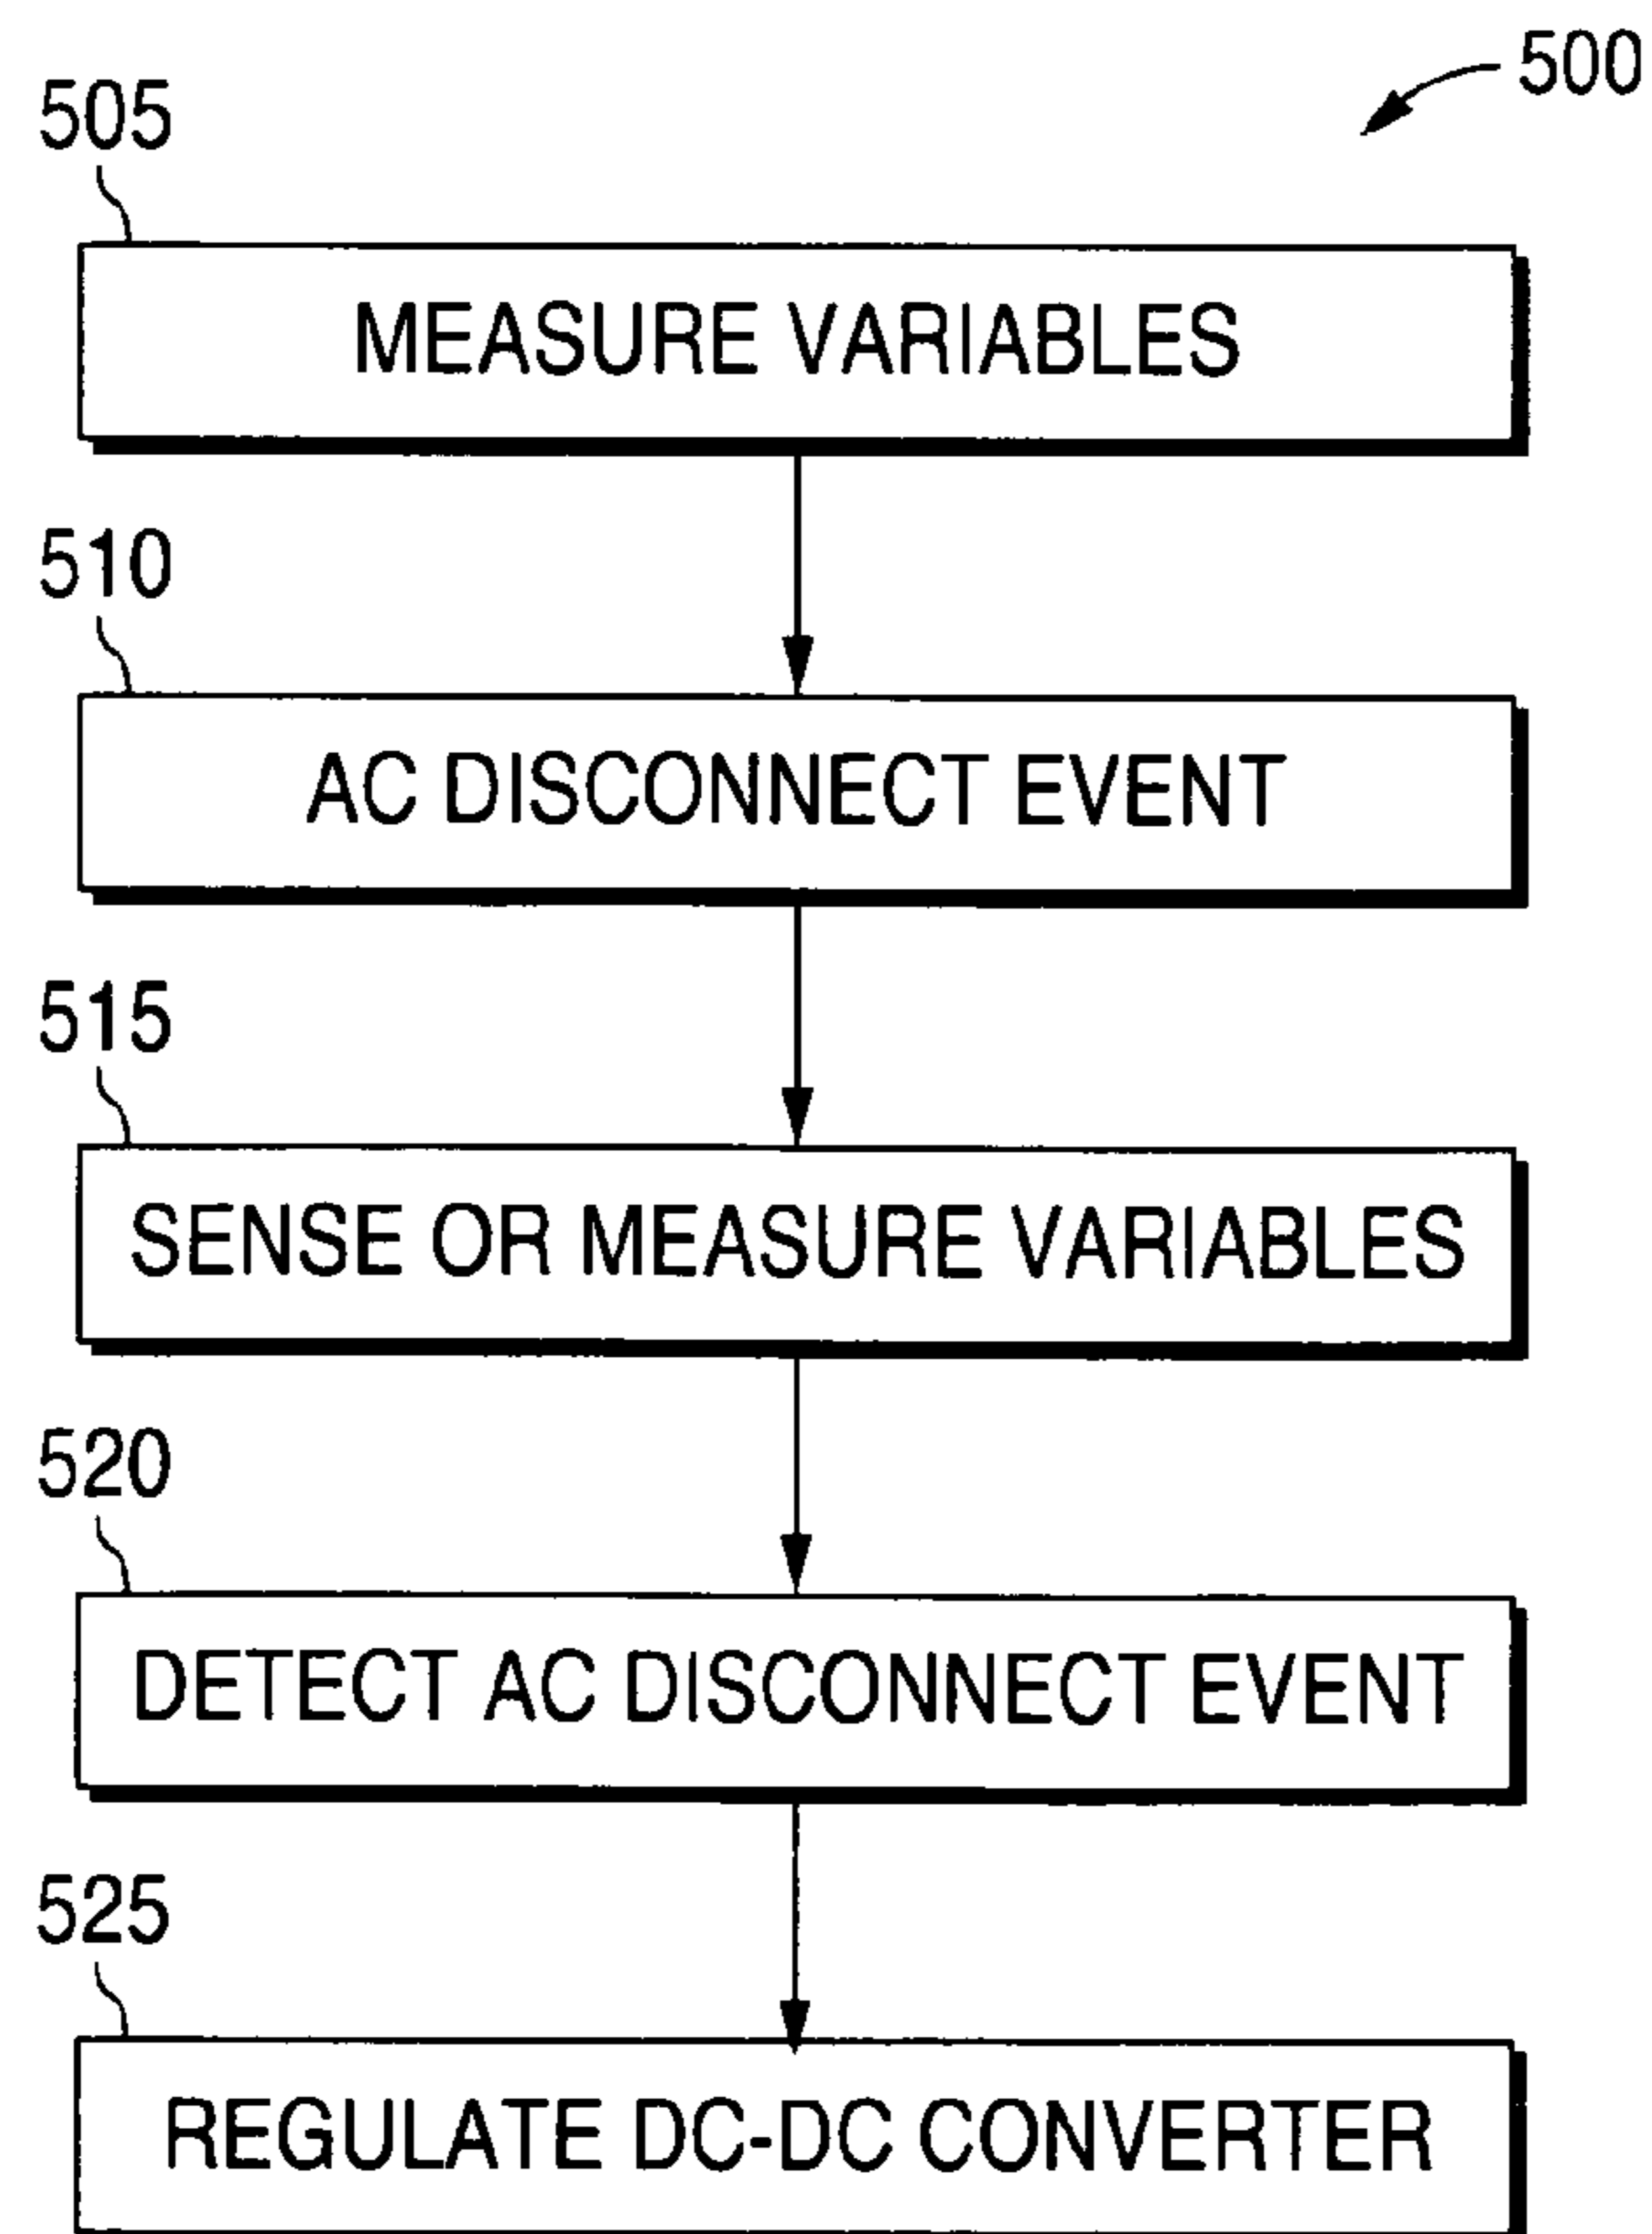 500
505
MEASURE VARIABLES
510
AC DISCONNECT EVENT
515
SENSE OR MEASURE VARIABLES
520
DETECT AC DISCONNECT EVENT
525
REGULATE DC-DC CONVERTER